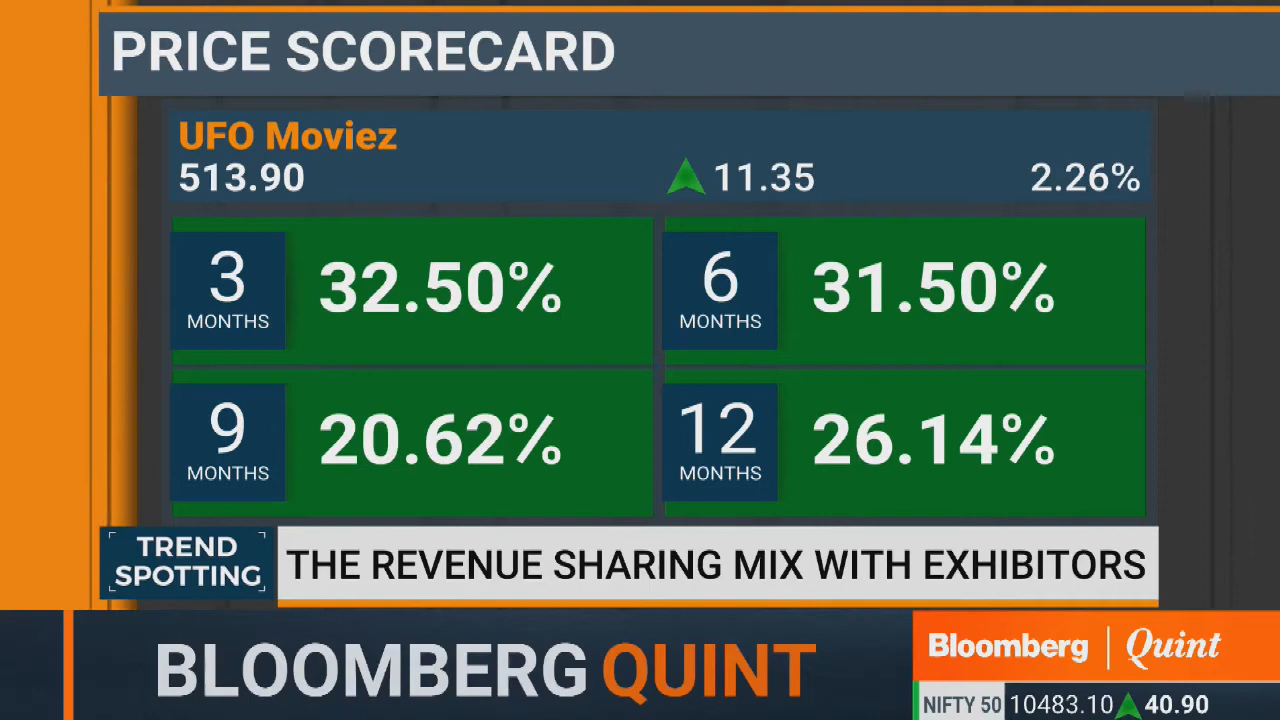 PRICE SCORECARD
UFO Moviez
513.90 11.35 2.26%
3 MONTHS 32.50%
6 MONTHS 31.50%
9 MONTHS 20.62%
12 MONTHS 26.14%
TREND SPOTTING
THE REVENUE SHARING MIX WITH EXHIBITORS
BLOOMBERG QUINT
Bloomberg | Quint
NIFTY 50 10483.10 40.90